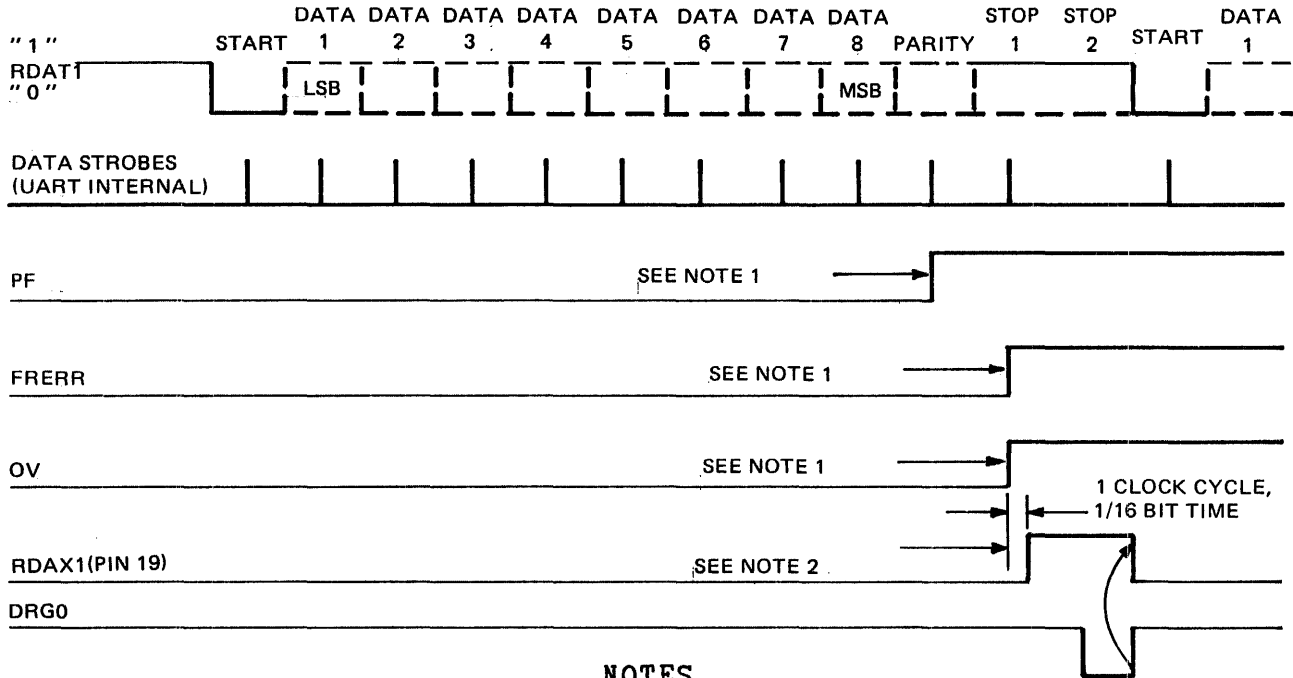 DATA DATA DATA DATA DATA DATA DATA DATA STOP STOP DATA
"1" START 1 2 3 4 5 6 7 8 PARITY 1 2 START 1
RDAT1
"0" LSB MSB
DATA STROBES
(UART INTERNAL)
PF SEE NOTE 1
FRERR SEE NOTE 1
OV SEE NOTE 1
1 CLOCK CYCLE,
1/16 BIT TIME
RDAX1(PIN 19) SEE NOTE 2
DRG0
NOTES